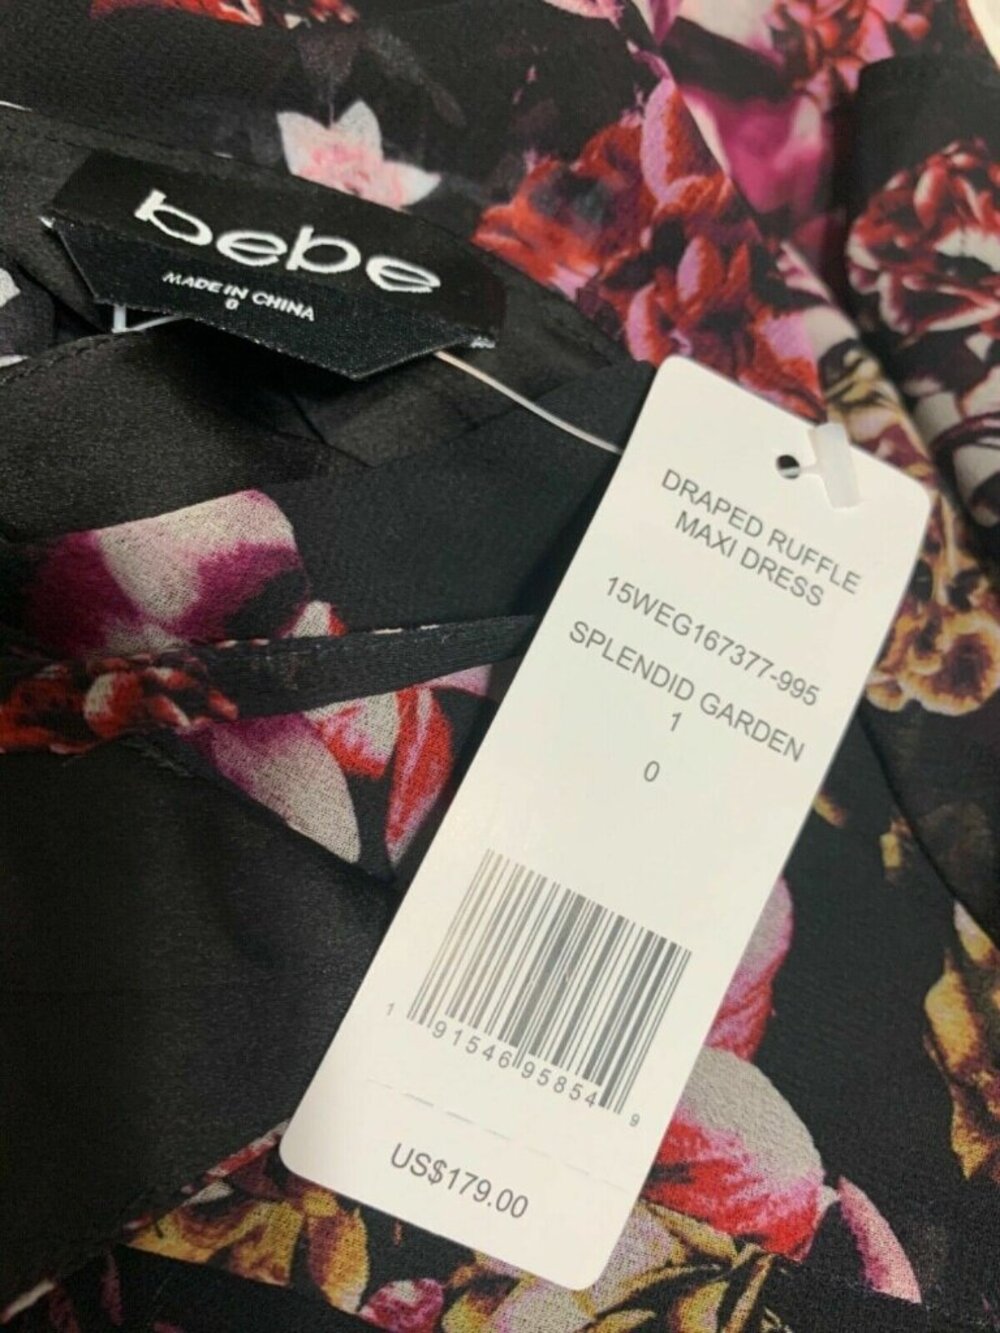 bebe
MADE IN CHINA
0
DRAPED RUFFLE
MAXI DRESS
15WEG167377-995
SPLENDID GARDEN
1
0
1 91546 95854 9
US$179.00